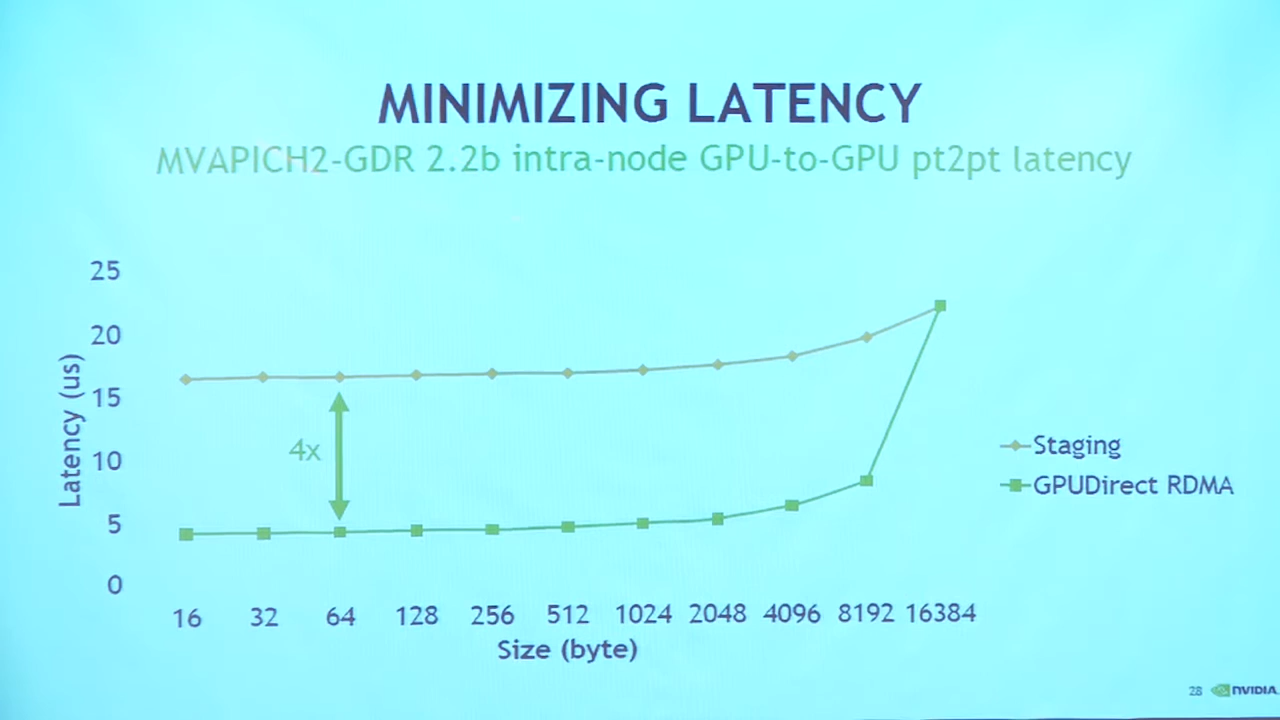 MINIMIZING LATENCY
MVAPICH2-GDR 2.2b intra-node GPU-to-GPU pt2pt latency
25
20
15
10
5
0
Latency (us)
4x
16 32 64 128 256 512 1024 2048 4096 8192 16384
Size (byte)
Staging
GPUDirect RDMA
28 NVIDIA.